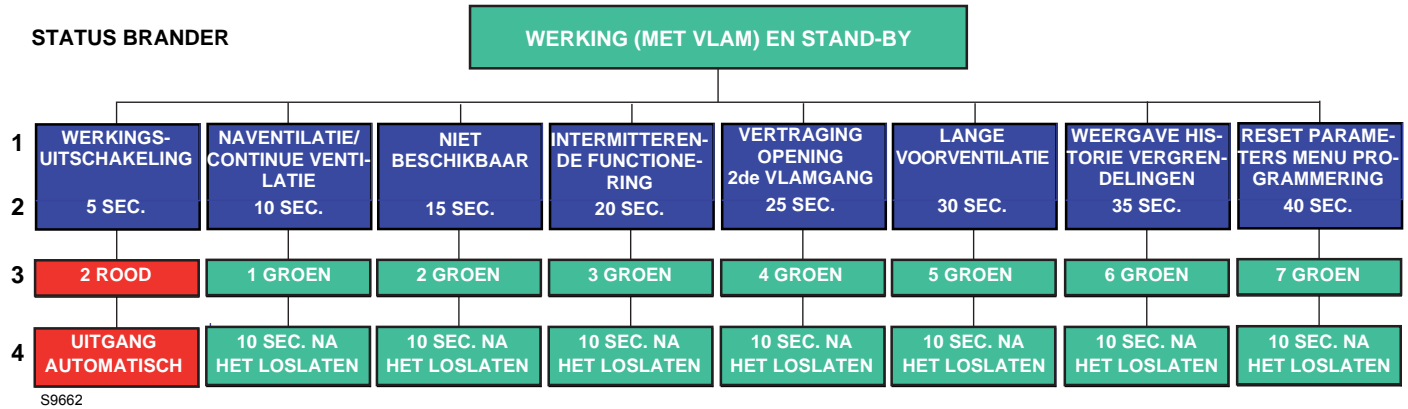 STATUS BRANDER
WERKING (MET VLAM) EN STAND-BY
1
WERKINGS-
UITSCHAKELING
NAVENTILATIE/
CONTINUE VENTI-
LATIE
NIET
BESCHIKBAAR
INTERMITTEREN-
DE FUNCTIONE-
RING
VERTRAGING
OPENING
2de VLAMGANG
LANGE
VOORVENTILATIE
WEERGAVE HIS-
TORIE VERGREN-
DELINGEN
RESET PARAME-
TERS MENU PRO-
GRAMMERING
2
5 SEC.
10 SEC.
15 SEC.
20 SEC.
25 SEC.
30 SEC.
35 SEC.
40 SEC.
3
2 ROOD
1 GROEN
2 GROEN
3 GROEN
4 GROEN
5 GROEN
6 GROEN
7 GROEN
4
UITGANG
AUTOMATISCH
10 SEC. NA
HET LOSLATEN
10 SEC. NA
HET LOSLATEN
10 SEC. NA
HET LOSLATEN
10 SEC. NA
HET LOSLATEN
10 SEC. NA
HET LOSLATEN
10 SEC. NA
HET LOSLATEN
10 SEC. NA
HET LOSLATEN
S9662